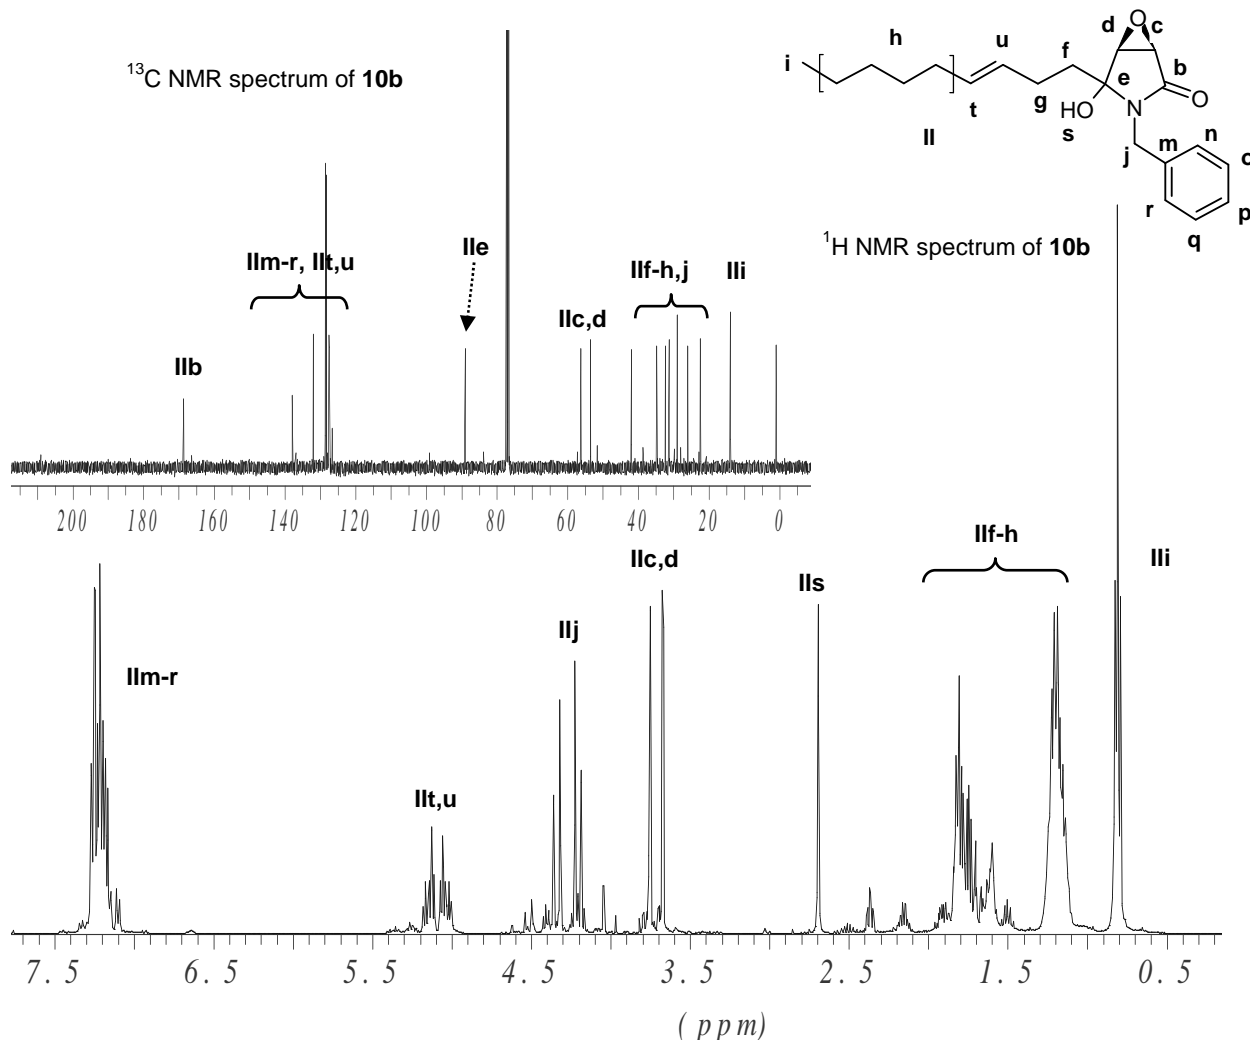 ¹³C NMR spectrum of 10b
d
O
c
h
u
f
b
i
e
O
t
g
HO
N
s
II
j
m
n
o
r
p
q
¹H NMR spectrum of 10b
IIm-r, IIt,u
IIe
IIf-h,j
IIi
IIc,d
IIb
200 180 160 140 120 100 80 60 40 20 0
IIc,d
IIf-h
IIi
IIs
IIj
IIm-r
IIt,u
7.5 6.5 5.5 4.5 3.5 2.5 1.5 0.5
( ppm)